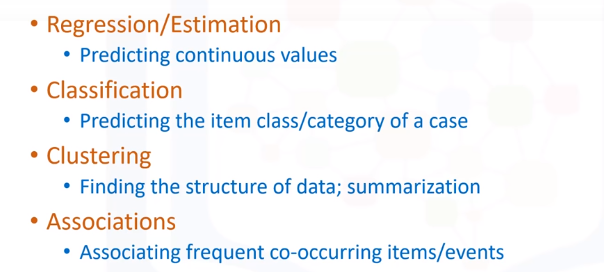 • Regression/Estimation
• Predicting continuous values
• Classification
• Predicting the item class/category of a case
• Clustering
• Finding the structure of data; summarization
• Associations
• Associating frequent co-occurring items/events